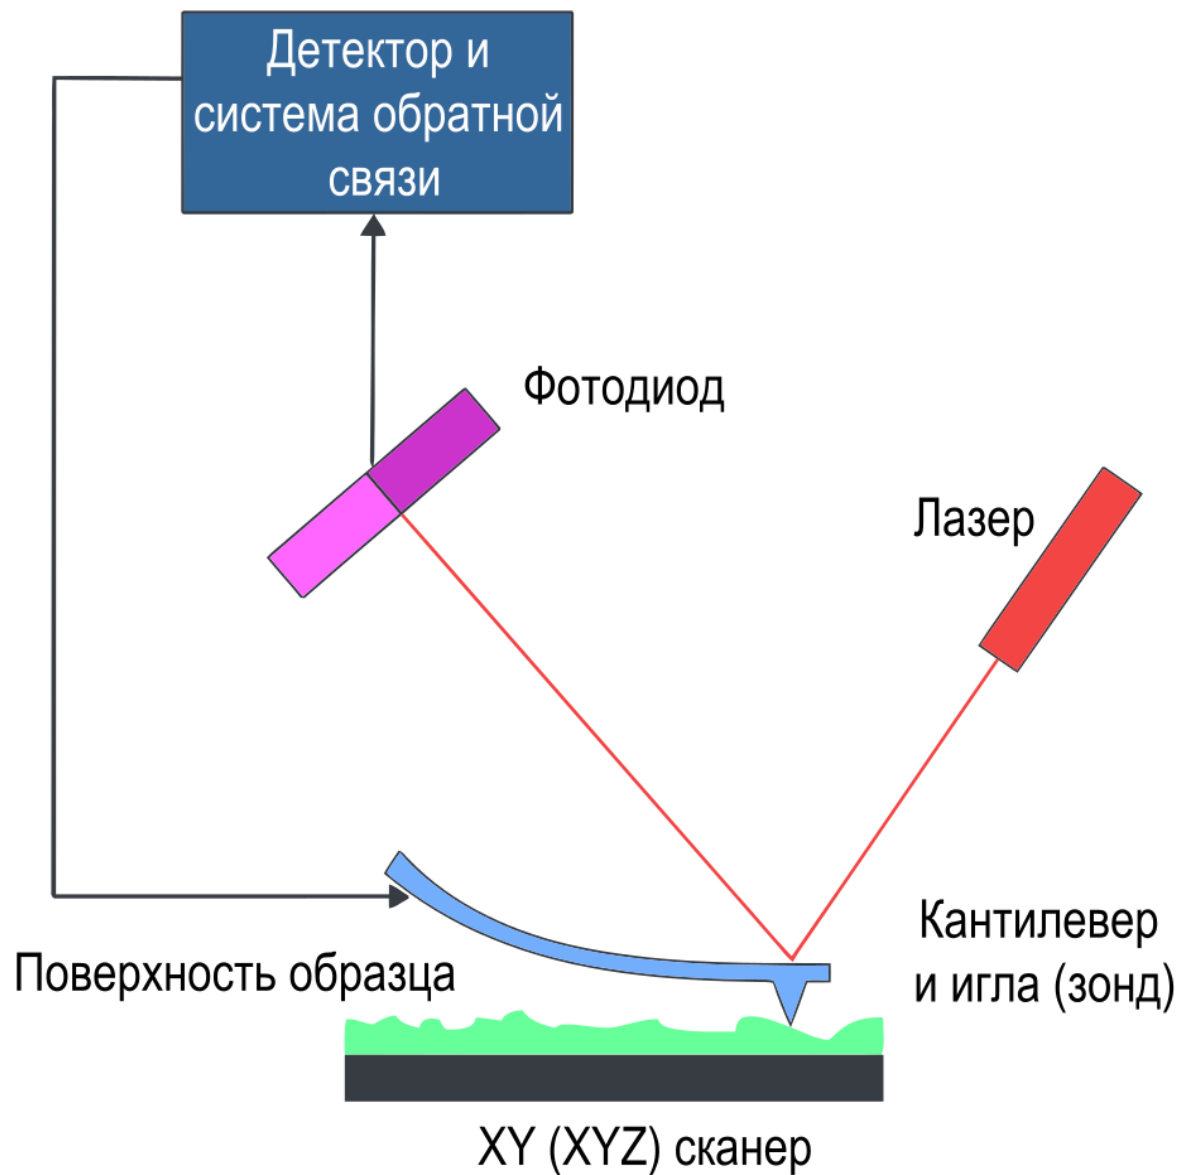 Детектор и
система обратной
связи
Фотодиод
Лазер
Кантилевер
и игла (зонд)
Поверхность образца
XY (XYZ) сканер